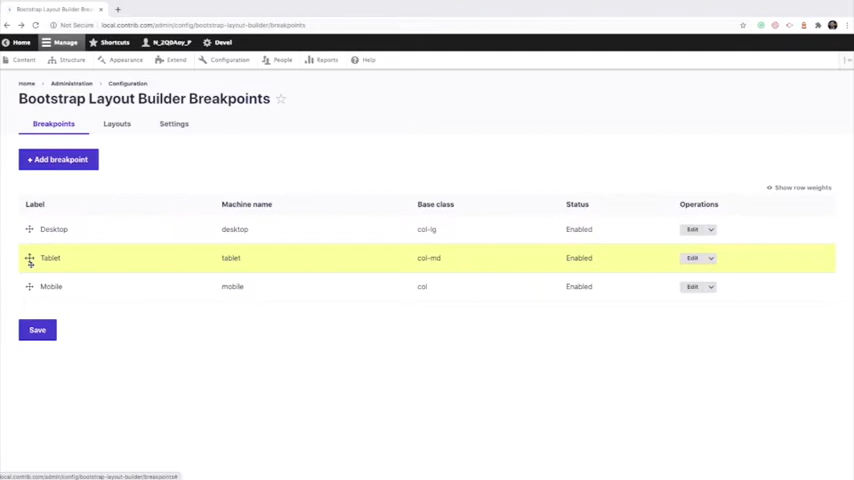 Bootstrap Layout Builder Brea
Not Secure local.contrib.com/admin/config/bootstrap-layout-builder/breakpoints
Home Manage Shortcuts N_2Q0Aoy_P Devel
Content Structure Appearance Extend Configuration People Reports Help
Home Administration Configuration
Bootstrap Layout Builder Breakpoints
Breakpoints Layouts Settings
+ Add breakpoint
Show row weights
Label Machine name Base class Status Operations
Desktop desktop col-lg Enabled Edit
Tablet tablet col-md Enabled Edit
Mobile mobile col Enabled Edit
Save
local.contrib.com/admin/config/bootstrap-layout-builder/breakpoints#